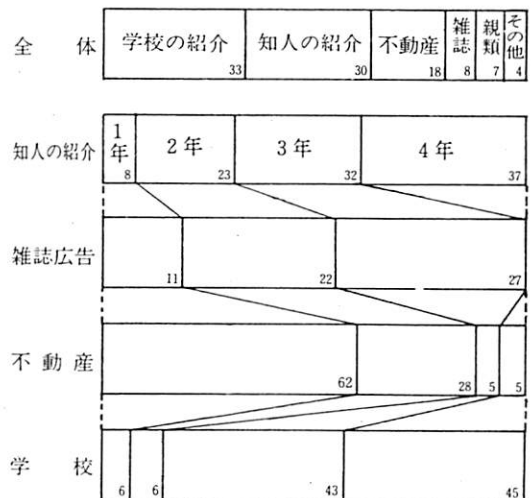 全体 学校の紹介 33 知人の紹介 30 不動産 18 雑誌 8 親類 7 その他 4
知人の紹介 1年 8 2年 23 3年 32 4年 37
雑誌広告 11 22 27
不動産 62 28 5 5
学校 6 6 43 45